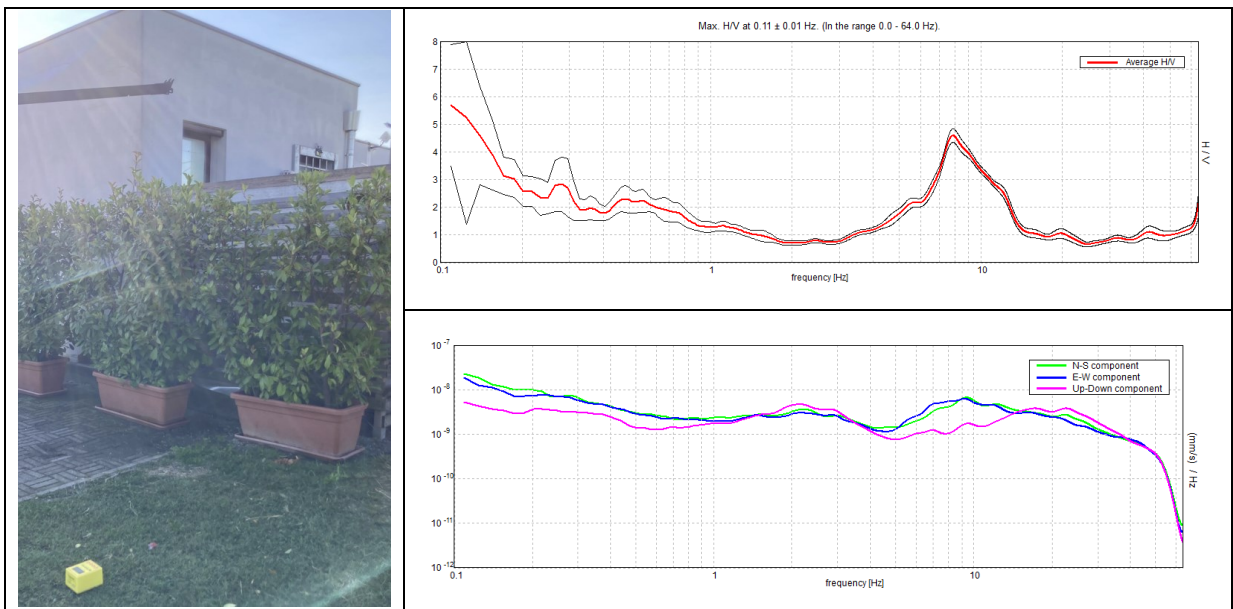 Max. H/V at 0.11 ± 0.01 Hz. (In the range 0.0 - 64.0 Hz).
8
7
6
5
4
3
2
1
0
Average H/V
H / V
0.1 1 10
frequency [Hz]
10⁻⁷
10⁻⁸
10⁻⁹
10⁻¹⁰
10⁻¹¹
10⁻¹²
N-S component
E-W component
Up-Down component
(mm/s) / Hz
0.1 1 10
frequency [Hz]